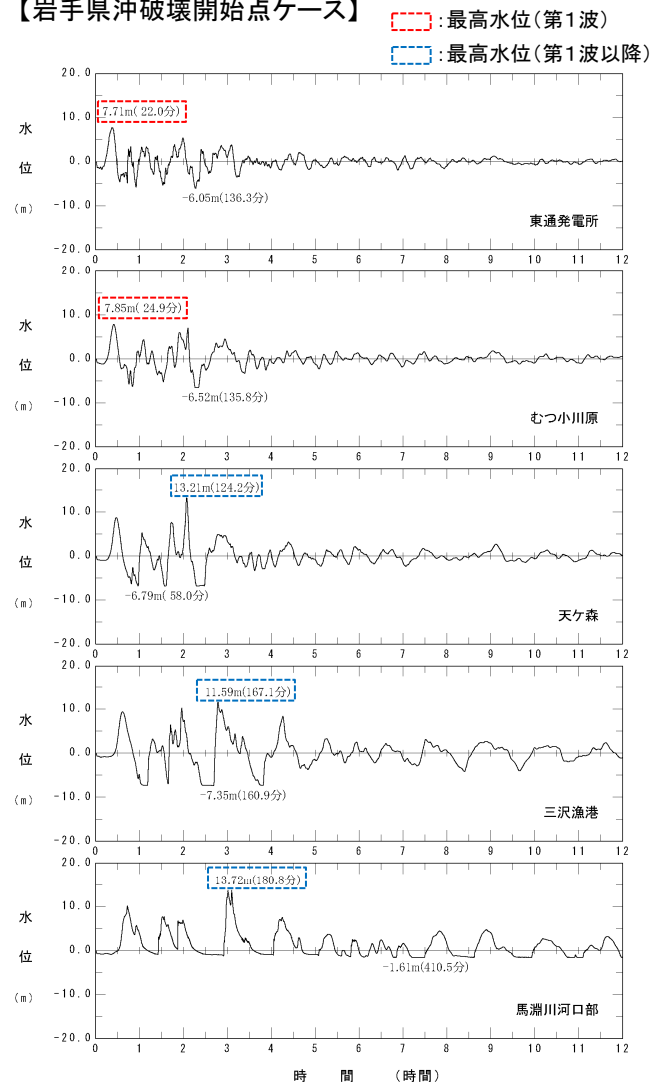 【岩手県沖破壊開始点ケース】
：最高水位（第１波）
：最高水位（第１波以降）
20.0
10.0
0.0
-10.0
-20.0
水
位
(m)
7.71m( 22.0分)
-6.05m(136.3分)
東通発電所
0 1 2 3 4 5 6 7 8 9 10 11 12
20.0
10.0
0.0
-10.0
-20.0
水
位
(m)
7.85m( 24.9分)
-6.52m(135.8分)
むつ小川原
0 1 2 3 4 5 6 7 8 9 10 11 12
20.0
10.0
0.0
-10.0
-20.0
水
位
(m)
13.21m(124.2分)
-6.79m( 58.0分)
天ケ森
0 1 2 3 4 5 6 7 8 9 10 11 12
20.0
10.0
0.0
-10.0
-20.0
水
位
(m)
11.59m(167.1分)
-7.35m(160.9分)
三沢漁港
0 1 2 3 4 5 6 7 8 9 10 11 12
20.0
10.0
0.0
-10.0
-20.0
水
位
(m)
13.72m(180.8分)
-1.61m(410.5分)
馬淵川河口部
0 1 2 3 4 5 6 7 8 9 10 11 12
時 間 (時間)